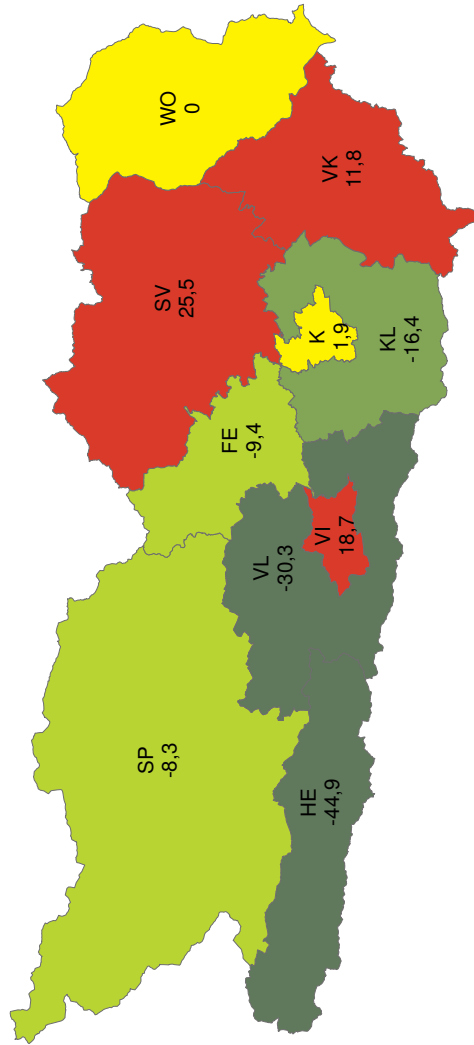 WO
0
SV
25,5
VK
11,8
K
1,9
KL
-16,4
FE
-9,4
VL
-30,3
VI
18,7
SP
-8,3
HE
-44,9